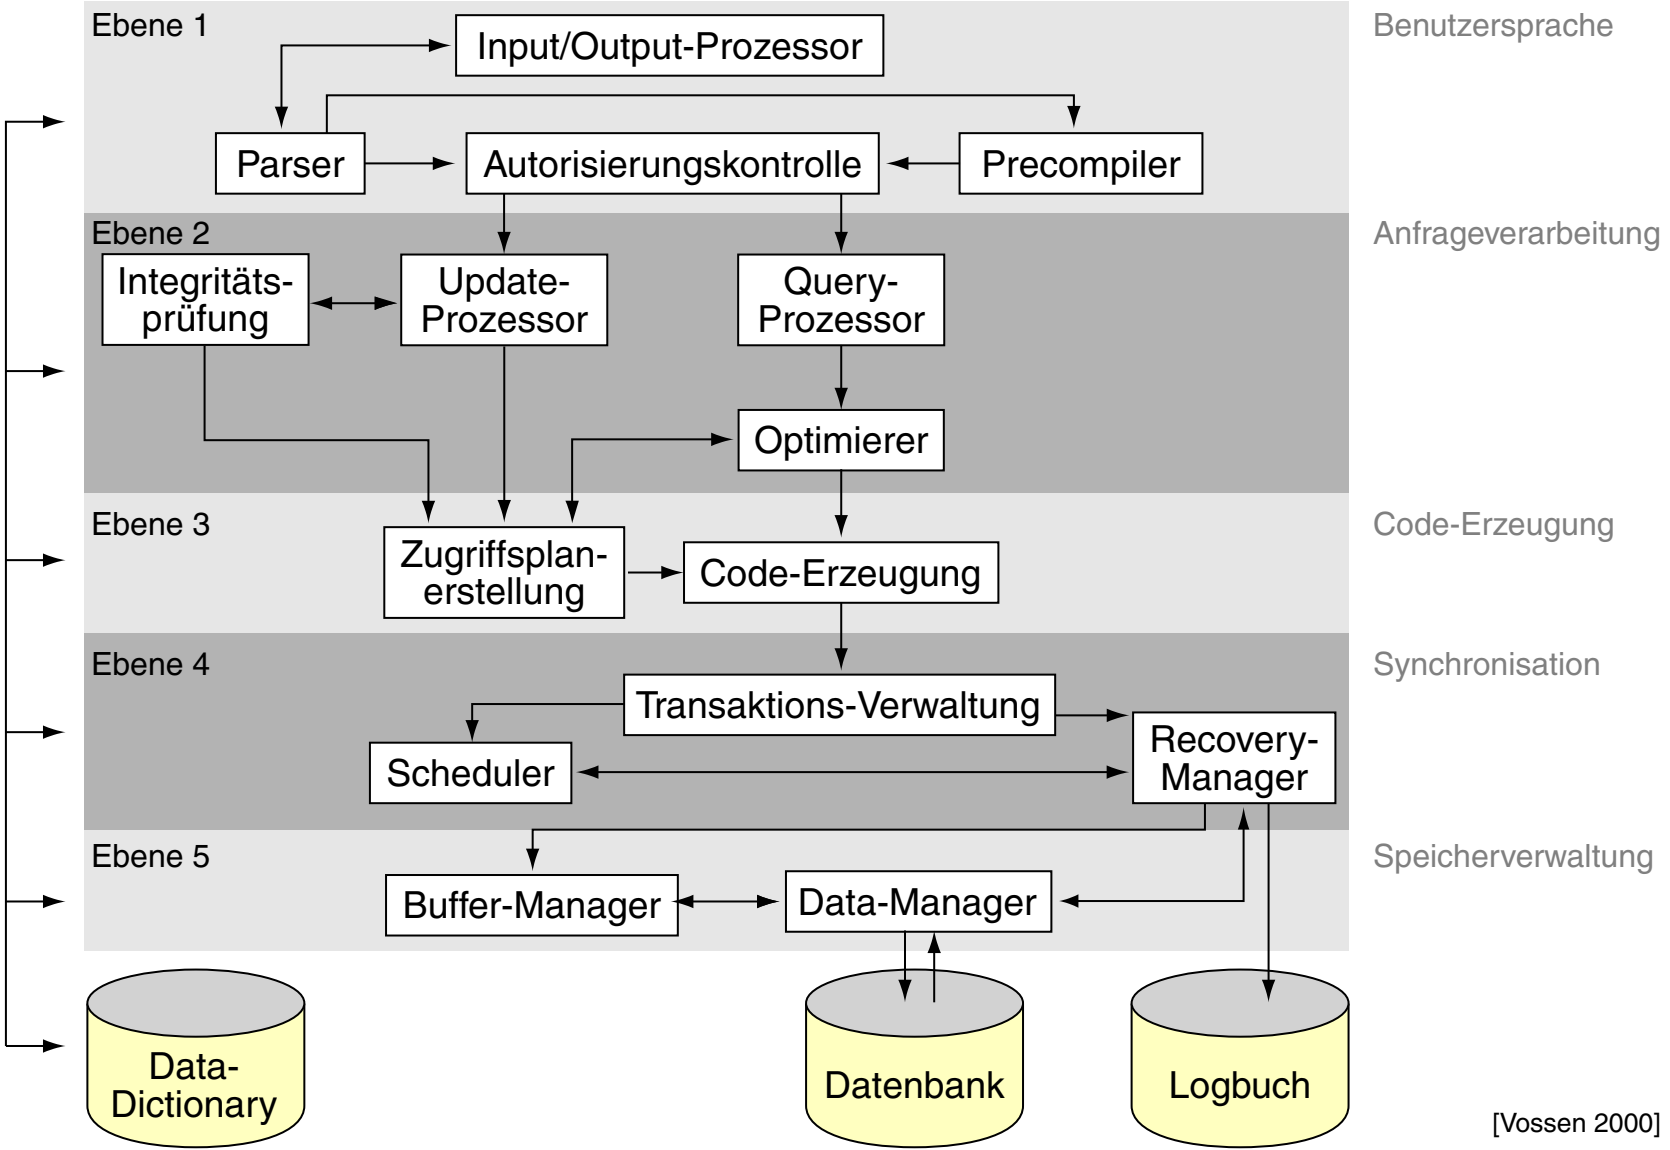 Ebene 1
Benutzersprache
Input/Output-Prozessor
Parser
Autorisierungskontrolle
Precompiler
Ebene 2
Anfrageverarbeitung
Integritäts-
prüfung
Update-
Prozessor
Query-
Prozessor
Optimierer
Ebene 3
Code-Erzeugung
Zugriffsplan-
erstellung
Code-Erzeugung
Ebene 4
Synchronisation
Transaktions-Verwaltung
Scheduler
Recovery-
Manager
Ebene 5
Speicherverwaltung
Buffer-Manager
Data-Manager
Data-
Dictionary
Datenbank
Logbuch
[Vossen 2000]